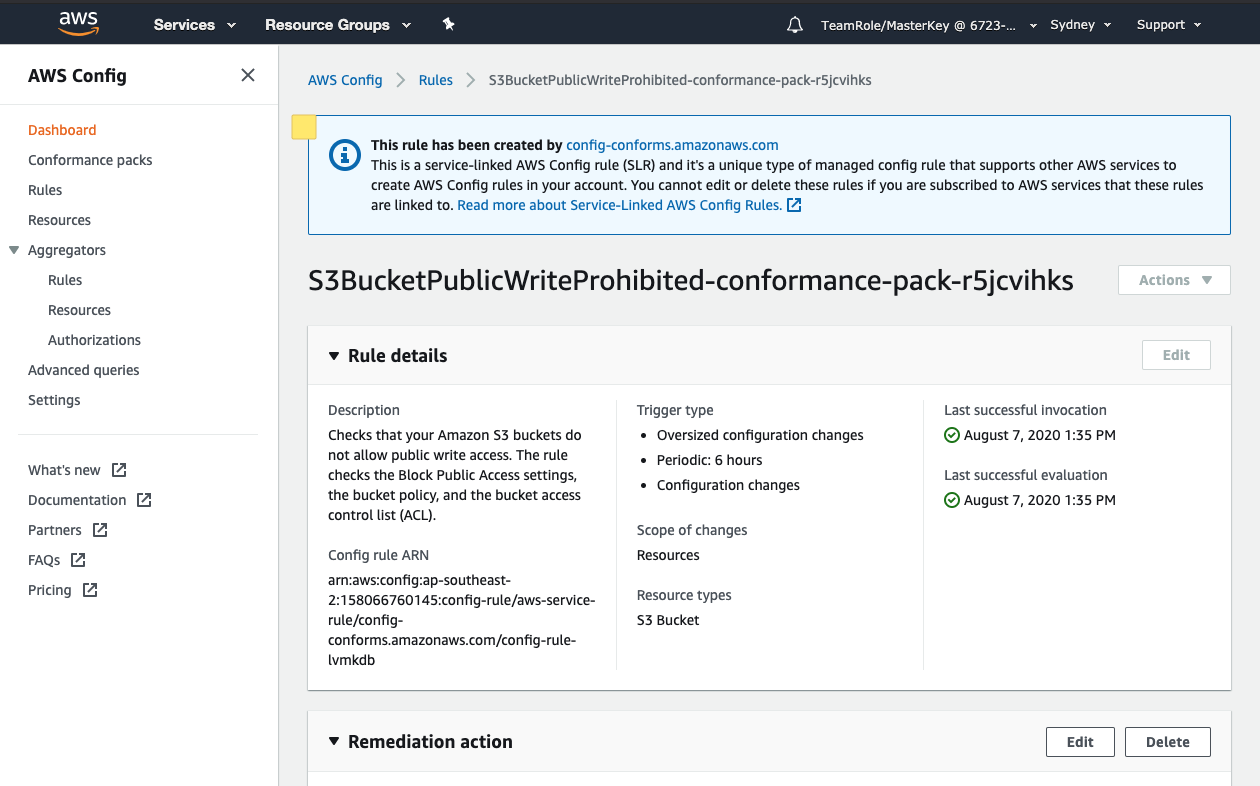 aws
Services
Resource Groups
TeamRole/MasterKey @ 6723-...
Sydney
Support
AWS Config
Dashboard
Conformance packs
Rules
Resources
Aggregators
Rules
Resources
Authorizations
Advanced queries
Settings
What's new
Documentation
Partners
FAQs
Pricing
AWS Config
Rules
S3BucketPublicWriteProhibited-conformance-pack-r5jcvihks
This rule has been created by config-conforms.amazonaws.com
This is a service-linked AWS Config rule (SLR) and it's a unique type of managed config rule that supports other AWS services to
create AWS Config rules in your account. You cannot edit or delete these rules if you are subscribed to AWS services that these rules
are linked to. Read more about Service-Linked AWS Config Rules.
S3BucketPublicWriteProhibited-conformance-pack-r5jcvihks
Actions
Rule details
Edit
Description
Checks that your Amazon S3 buckets do
not allow public write access. The rule
checks the Block Public Access settings,
the bucket policy, and the bucket access
control list (ACL).
Config rule ARN
arn:aws:config:ap-southeast-
2:158066760145:config-rule/aws-service-
rule/config-
conforms.amazonaws.com/config-rule-
lvmkdb
Trigger type
Oversized configuration changes
Periodic: 6 hours
Configuration changes
Scope of changes
Resources
Resource types
S3 Bucket
Last successful invocation
August 7, 2020 1:35 PM
Last successful evaluation
August 7, 2020 1:35 PM
Remediation action
Edit
Delete